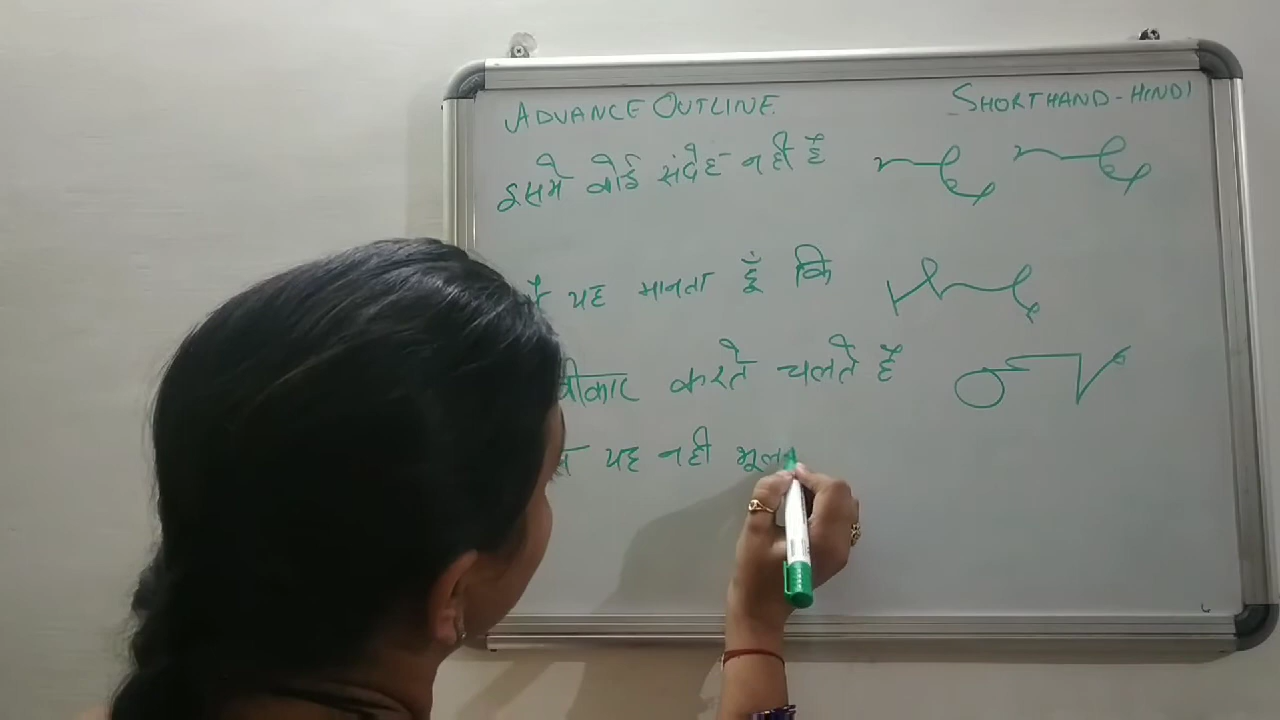 ADVANCE OUTLINE SHORTHAND-HINDI
इसमे कोई संदेह नही है
यह मानता हूँ कि
करते चलते है
यह नही